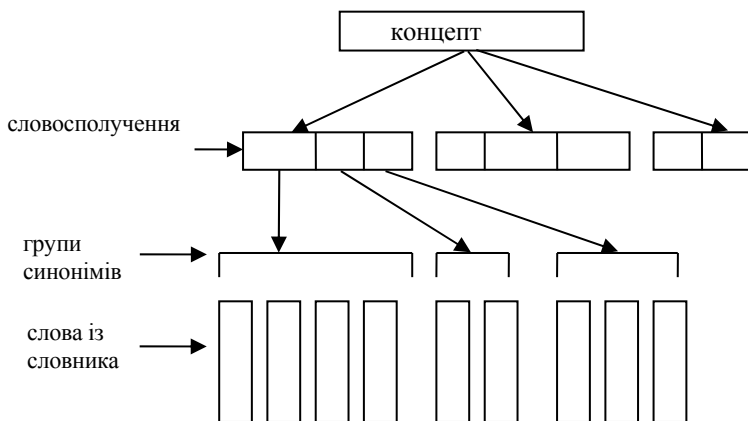 концепт
словосполучення
групи
синонімів
слова із
словника